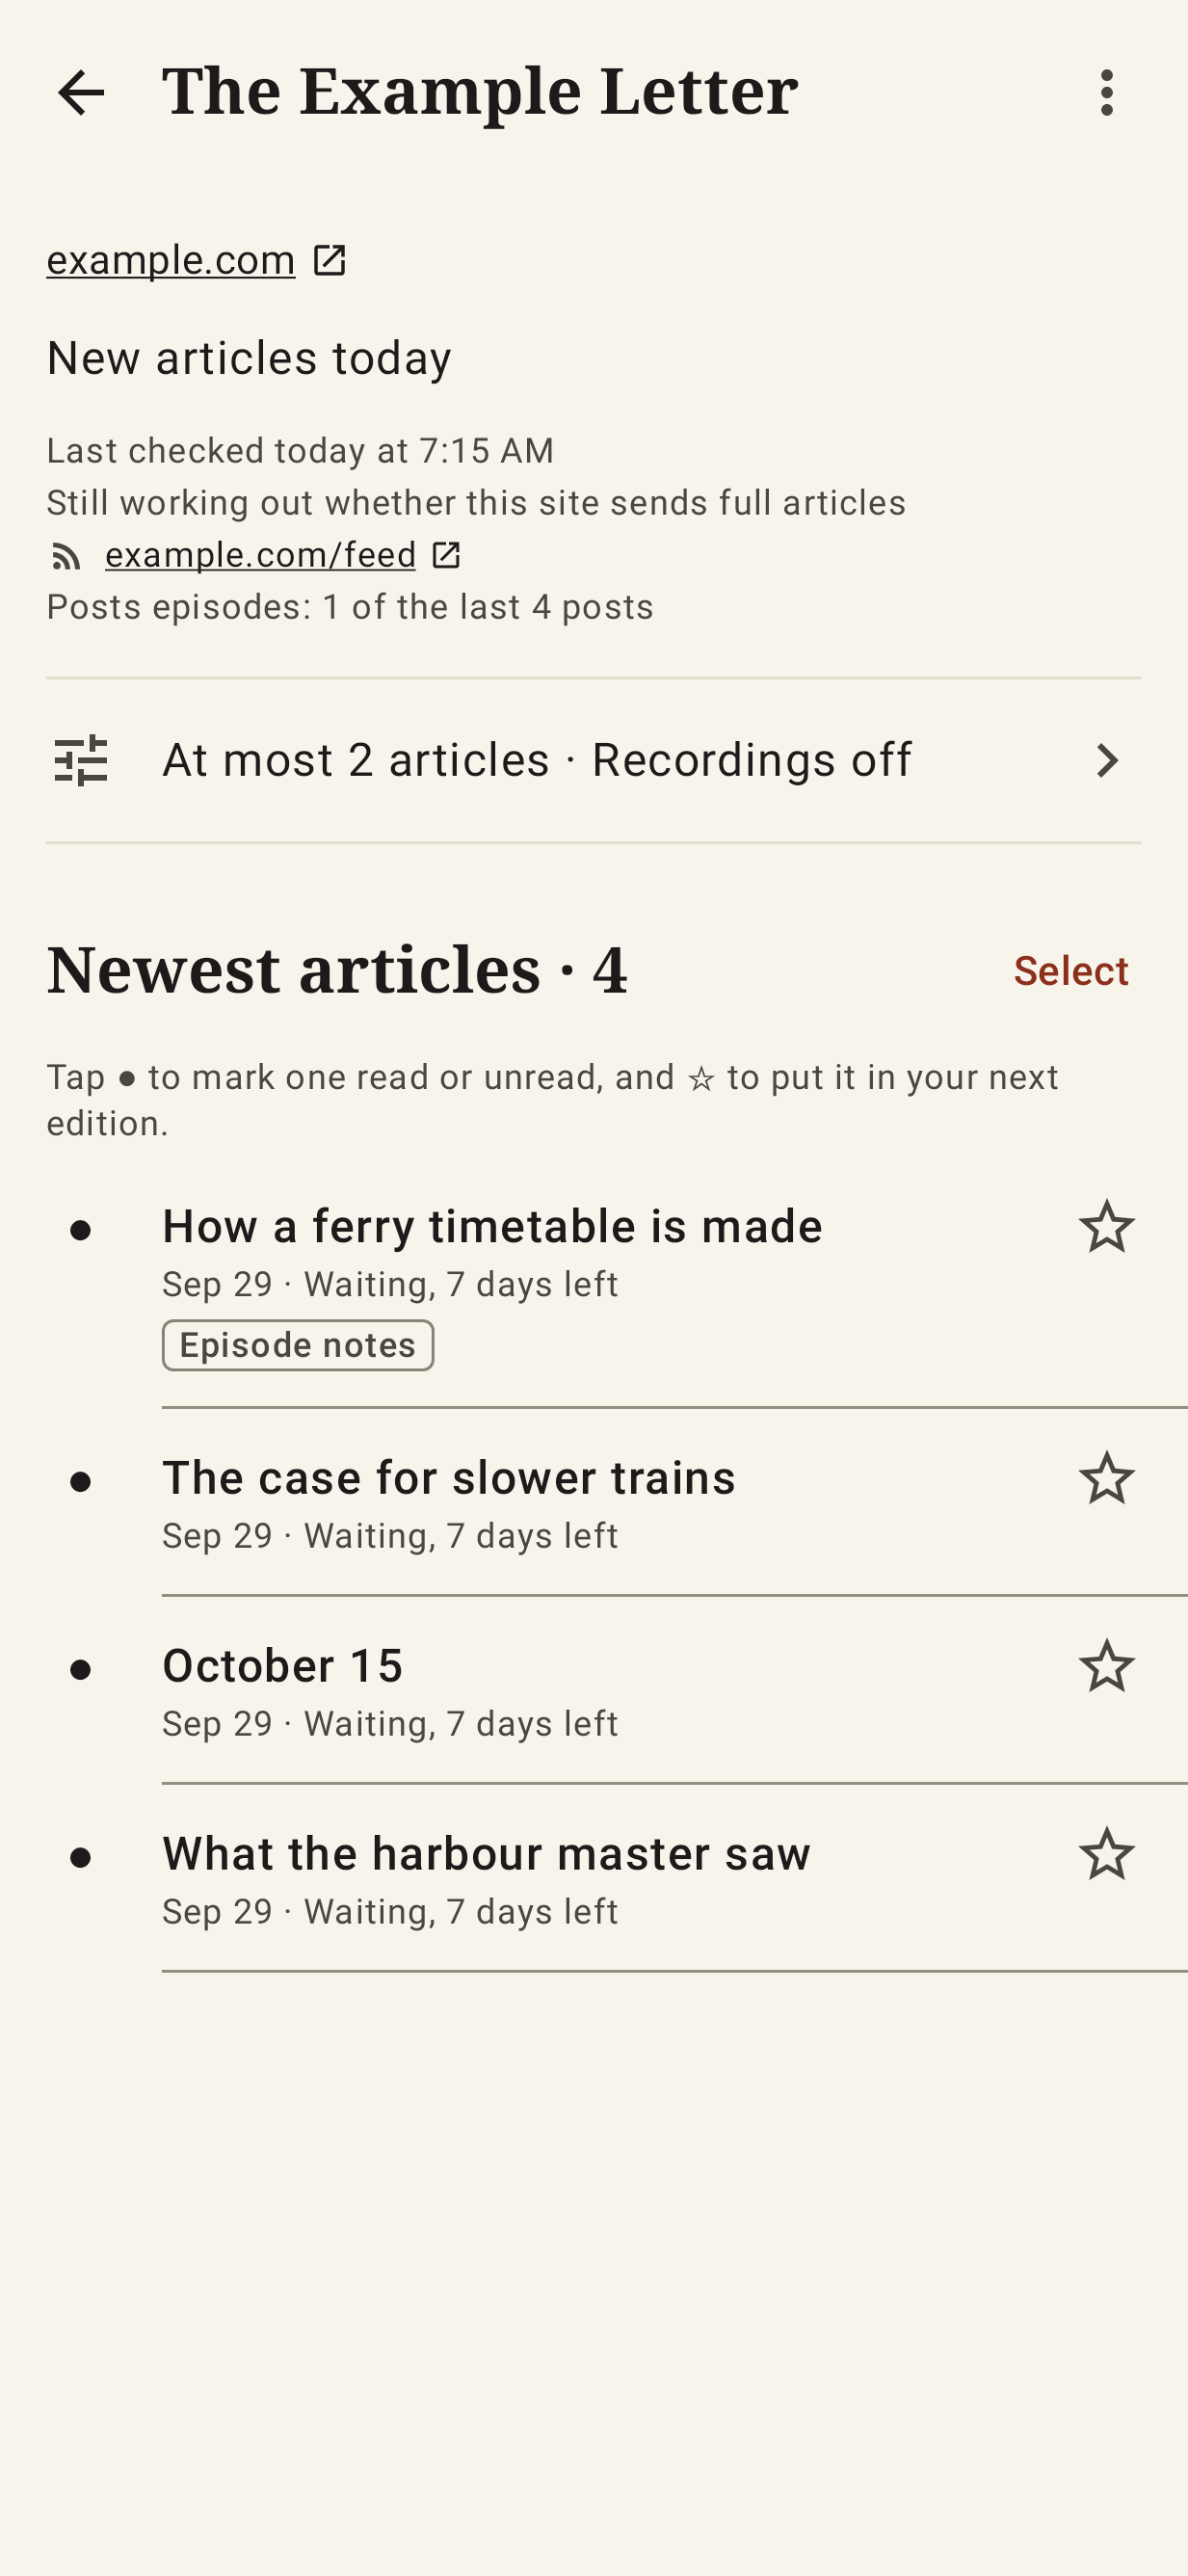 The Example Letter
example.com
New articles today
Last checked today at 7:15 AM
Still working out whether this site sends full articles
example.com/feed
Posts episodes: 1 of the last 4 posts
At most 2 articles · Recordings off
Newest articles · 4
Select
Tap ● to mark one read or unread, and ☆ to put it in your next
edition.
How a ferry timetable is made
Sep 29 · Waiting, 7 days left
Episode notes
The case for slower trains
Sep 29 · Waiting, 7 days left
October 15
Sep 29 · Waiting, 7 days left
What the harbour master saw
Sep 29 · Waiting, 7 days left